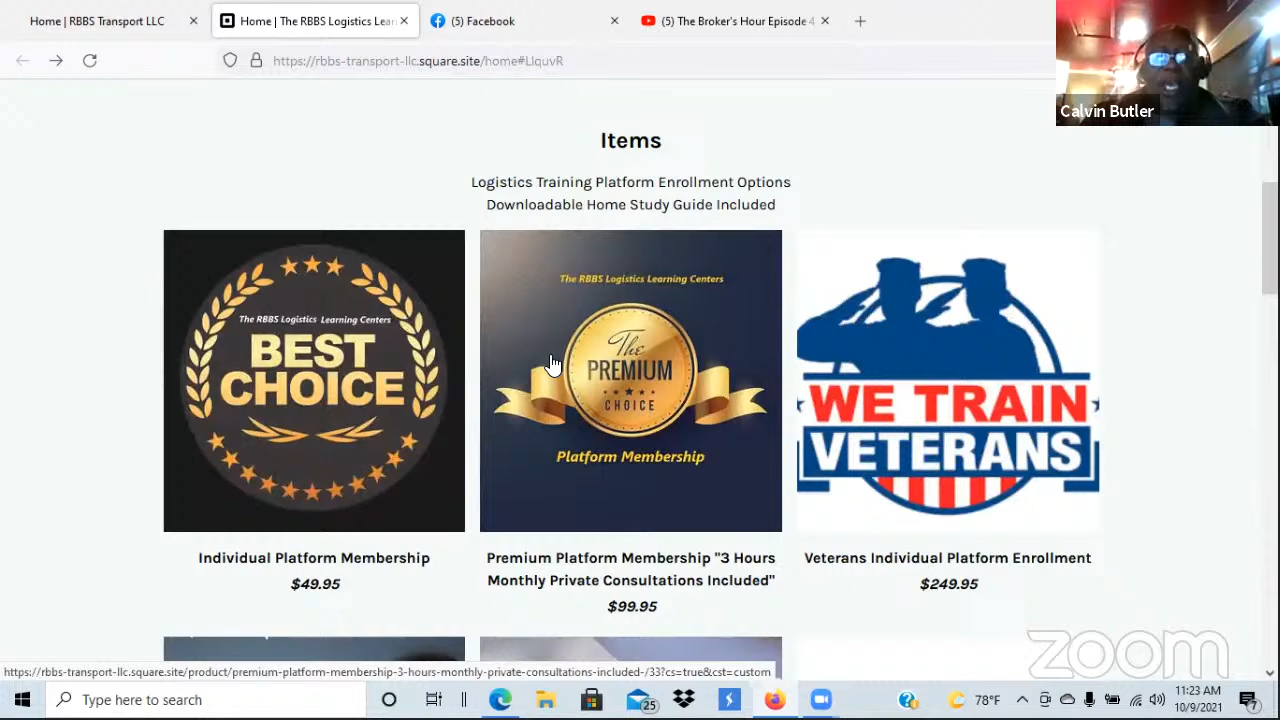 Home | RBBS Transport LLC
Home | The RBBS Logistics Lear
(5) Facebook
(5) The Broker's Hour Episode 4
https://rbbs-transport-llc.square.site/home#LlquvR
Calvin Butler
Items
Logistics Training Platform Enrollment Options
Downloadable Home Study Guide Included
The RBBS Logistics Learning Centers
BEST
CHOICE
The RBBS Logistics Learning Centers
The
PREMIUM
CHOICE
Platform Membership
WE TRAIN
VETERANS
Individual Platform Membership
$49.95
Premium Platform Membership "3 Hours
Monthly Private Consultations Included"
$99.95
Veterans Individual Platform Enrollment
$249.95
zoom
https://rbbs-transport-llc.square.site/product/premium-platform-membership-3-hours-monthly-private-consultations-included-/33?cs=true&cst=custom
Type here to search
25
78°F
11:23 AM
10/9/2021
7